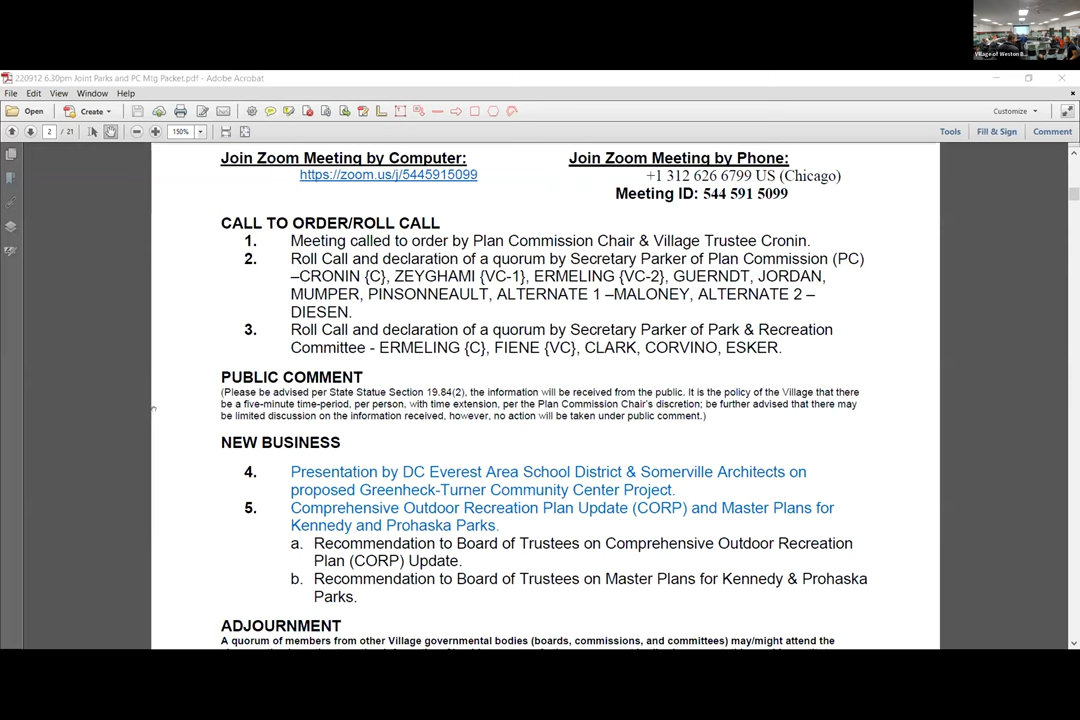 Village of Weston B...
220912 6.30pm Joint Parks and PC Mtg Packet.pdf - Adobe Acrobat
File Edit View Window Help
Open Create Customize
2 / 21 150% Tools Fill & Sign Comment
Join Zoom Meeting by Computer: Join Zoom Meeting by Phone:
https://zoom.us/j/5445915099 +1 312 626 6799 US (Chicago)
Meeting ID: 544 591 5099
CALL TO ORDER/ROLL CALL
1. Meeting called to order by Plan Commission Chair & Village Trustee Cronin.
2. Roll Call and declaration of a quorum by Secretary Parker of Plan Commission (PC)
–CRONIN {C}, ZEYGHAMI {VC-1}, ERMELING {VC-2}, GUERNDT, JORDAN,
MUMPER, PINSONNEAULT, ALTERNATE 1 –MALONEY, ALTERNATE 2 –
DIESEN.
3. Roll Call and declaration of a quorum by Secretary Parker of Park & Recreation
Committee - ERMELING {C}, FIENE {VC}, CLARK, CORVINO, ESKER.
PUBLIC COMMENT
(Please be advised per State Statue Section 19.84(2), the information will be received from the public. It is the policy of the Village that there
be a five-minute time-period, per person, with time extension, per the Plan Commission Chair's discretion; be further advised that there may
be limited discussion on the information received, however, no action will be taken under public comment.)
NEW BUSINESS
4. Presentation by DC Everest Area School District & Somerville Architects on
proposed Greenheck-Turner Community Center Project.
5. Comprehensive Outdoor Recreation Plan Update (CORP) and Master Plans for
Kennedy and Prohaska Parks.
a. Recommendation to Board of Trustees on Comprehensive Outdoor Recreation
Plan (CORP) Update.
b. Recommendation to Board of Trustees on Master Plans for Kennedy & Prohaska
Parks.
ADJOURNMENT
A quorum of members from other Village governmental bodies (boards, commissions, and committees) may/might attend the